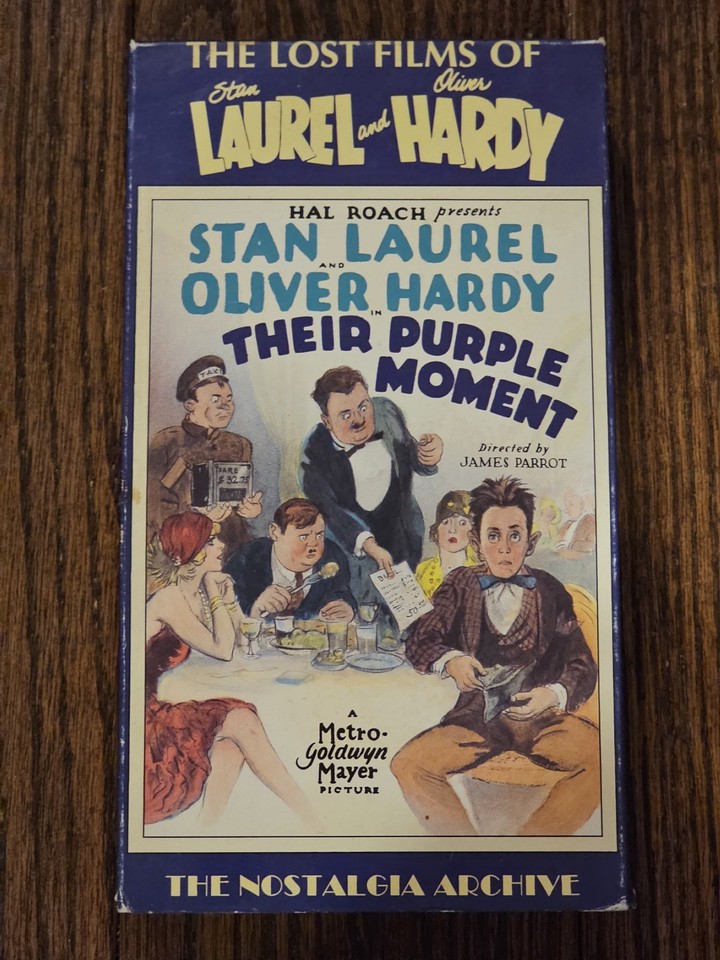 THE LOST FILMS OF
Stan Oliver
LAUREL and HARDY
HAL ROACH presents
STAN LAUREL
AND
OLIVER HARDY
IN
THEIR PURPLE
MOMENT
Directed by
JAMES PARROT
TAXI
FARE
$ 32.75
A
Metro-
Goldwyn
Mayer
PICTURE
THE NOSTALGIA ARCHIVE